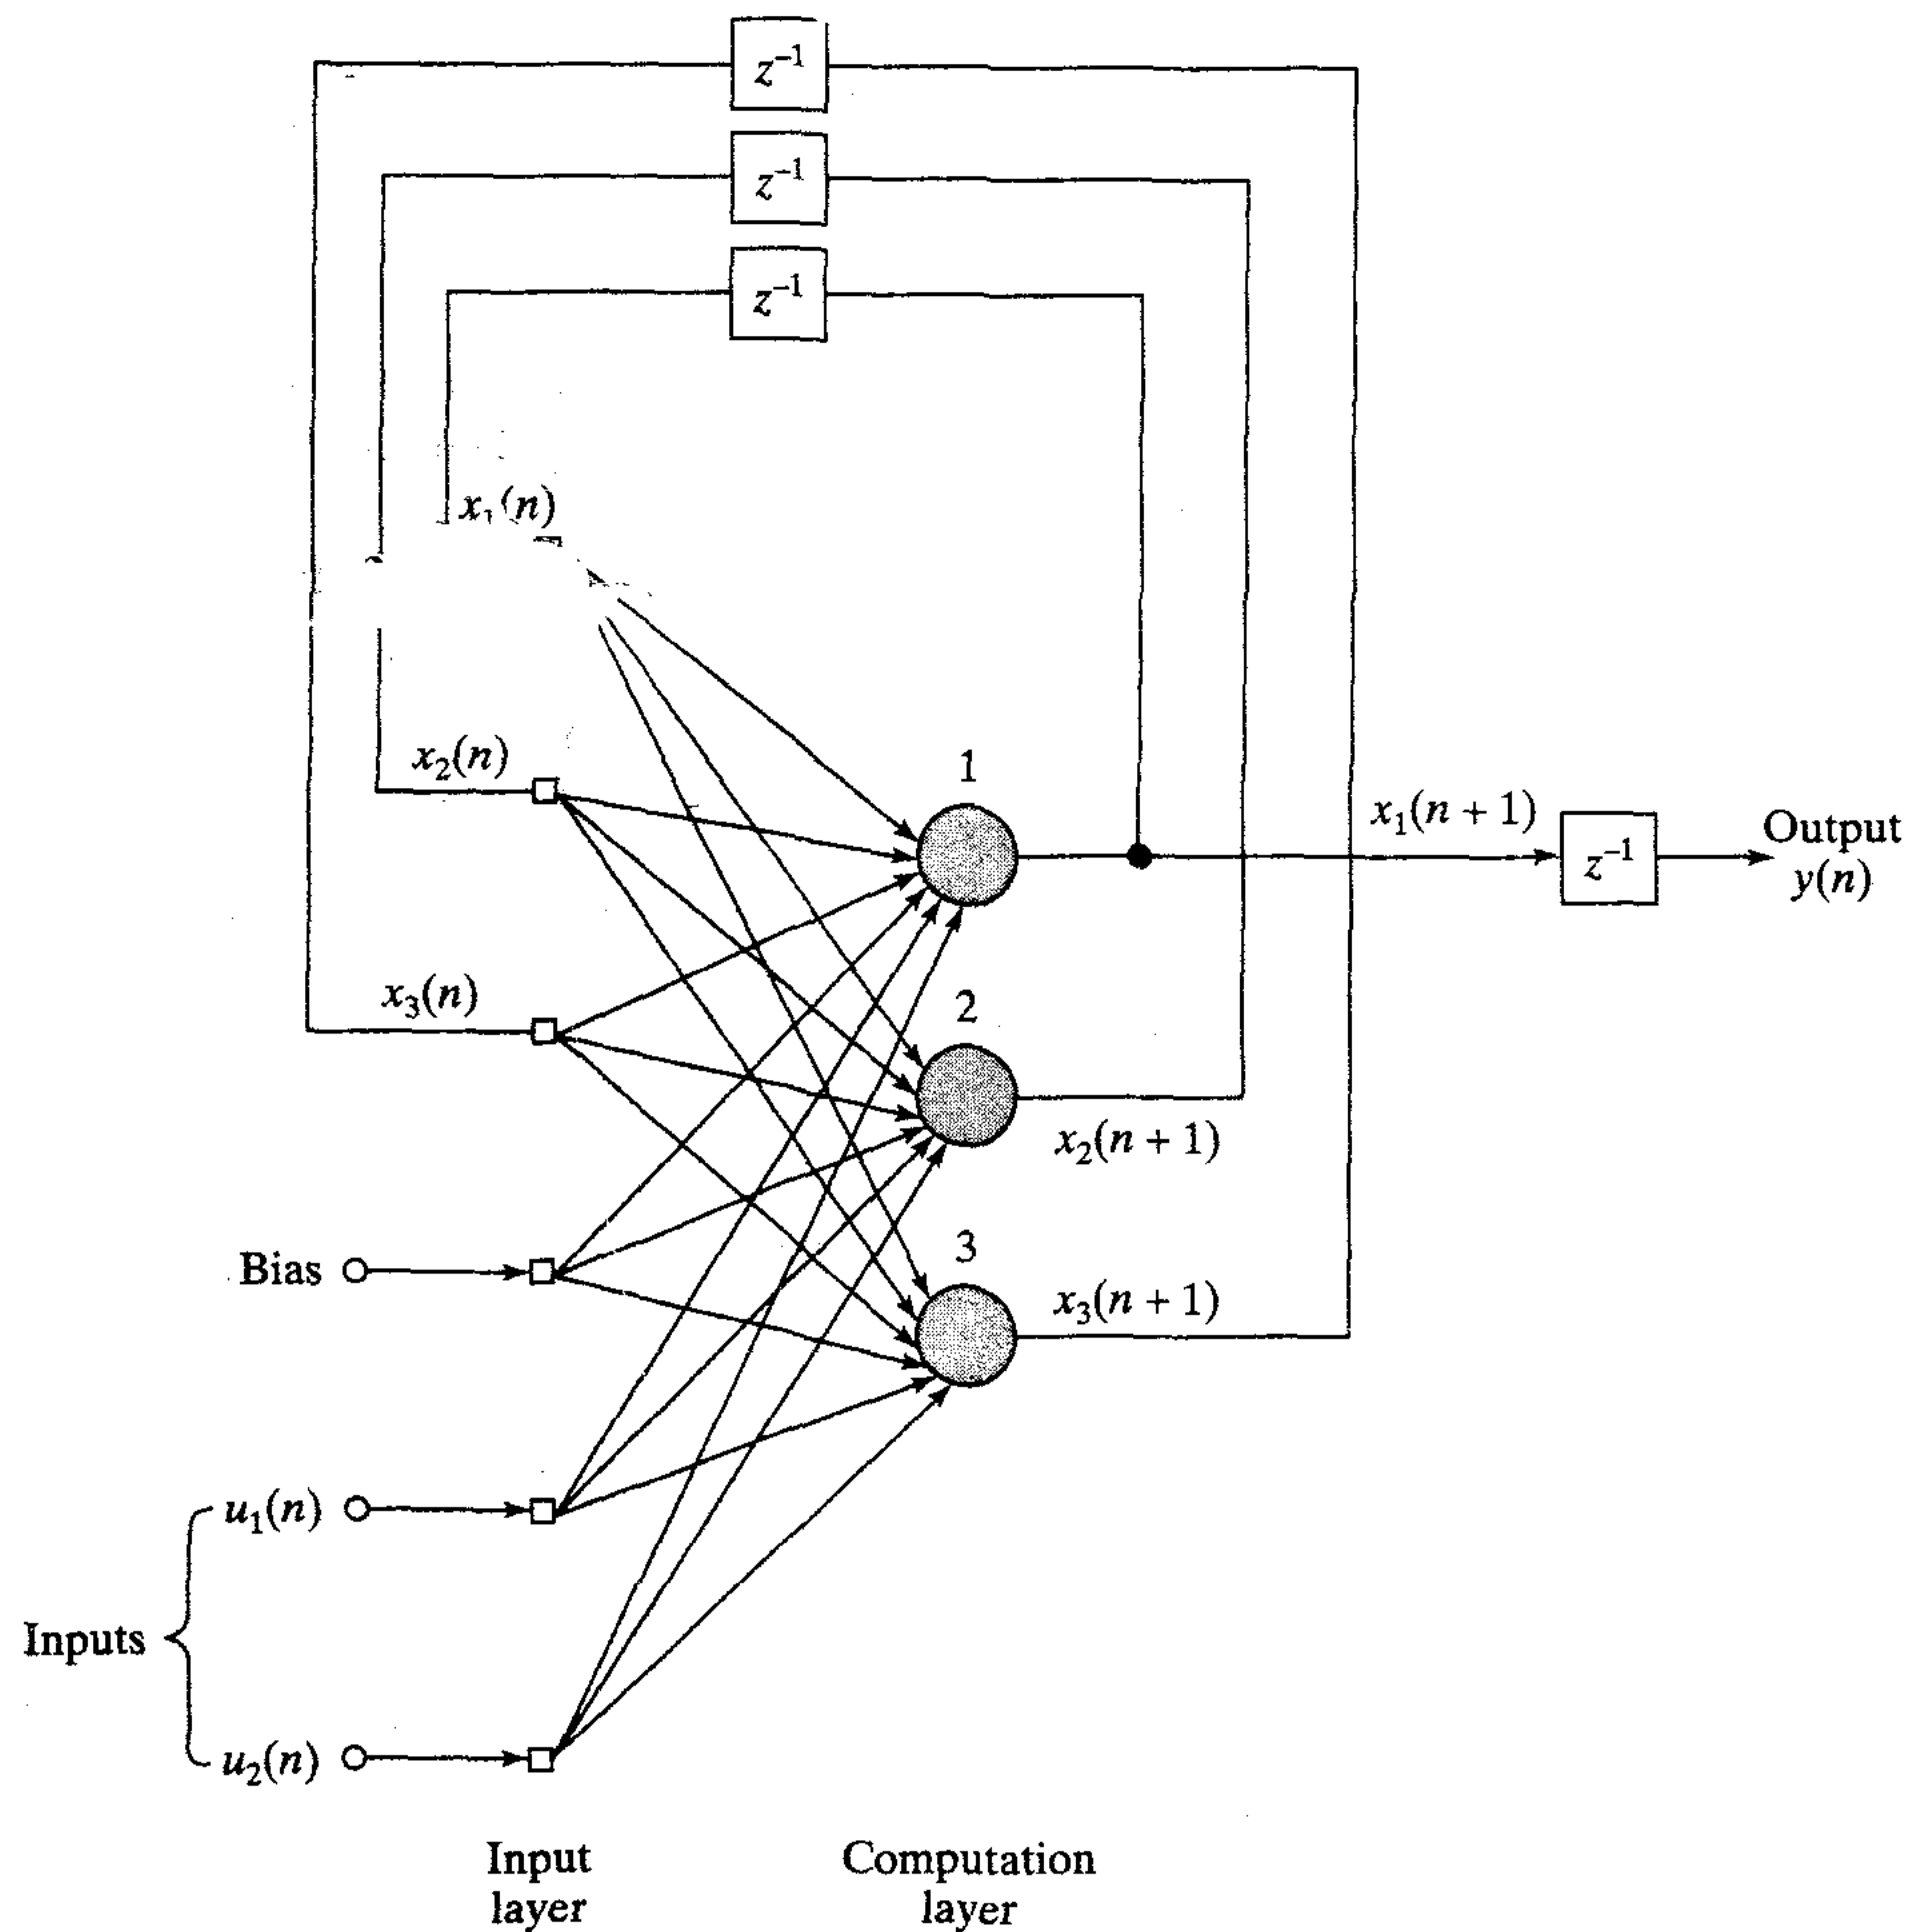 z⁻¹
z⁻¹
z⁻¹
x₁(n)
x₂(n)
1
x₁(n + 1)
z⁻¹
Output
y(n)
x₃(n)
2
x₂(n + 1)
Bias
3
x₃(n + 1)
u₁(n)
Inputs
u₂(n)
Input
layer
Computation
layer